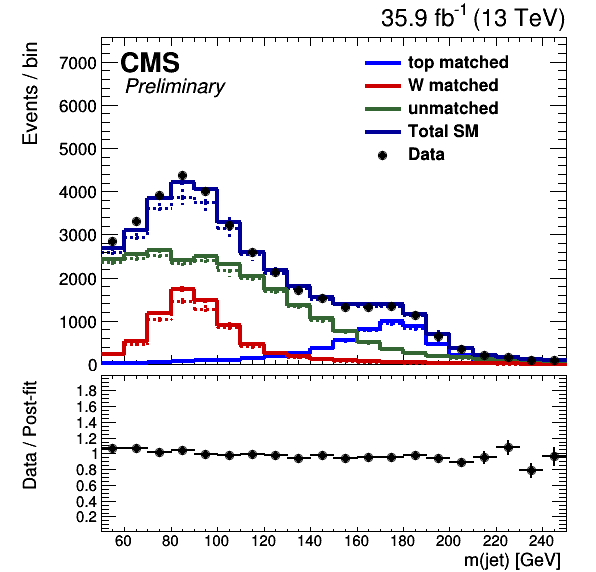 35.9 fb⁻¹ (13 TeV)
CMS
Preliminary
top matched
W matched
unmatched
Total SM
Data
Events / bin
7000
6000
5000
4000
3000
2000
1000
0
Data / Post-fit
1.8
1.6
1.4
1.2
1
0.8
0.6
0.4
0.2
60 80 100 120 140 160 180 200 220 240
m(jet) [GeV]